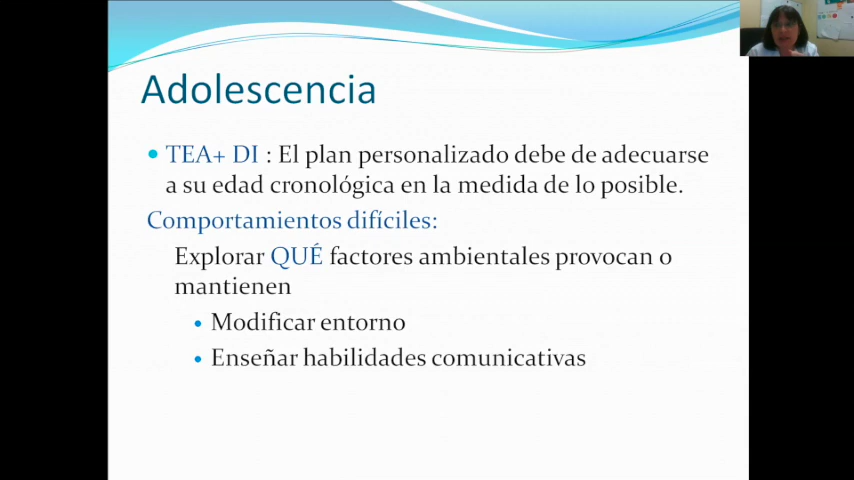 Adolescencia
TEA+ DI : El plan personalizado debe de adecuarse
a su edad cronológica en la medida de lo posible.
Comportamientos difíciles:
Explorar QUÉ factores ambientales provocan o
mantienen
Modificar entorno
Enseñar habilidades comunicativas